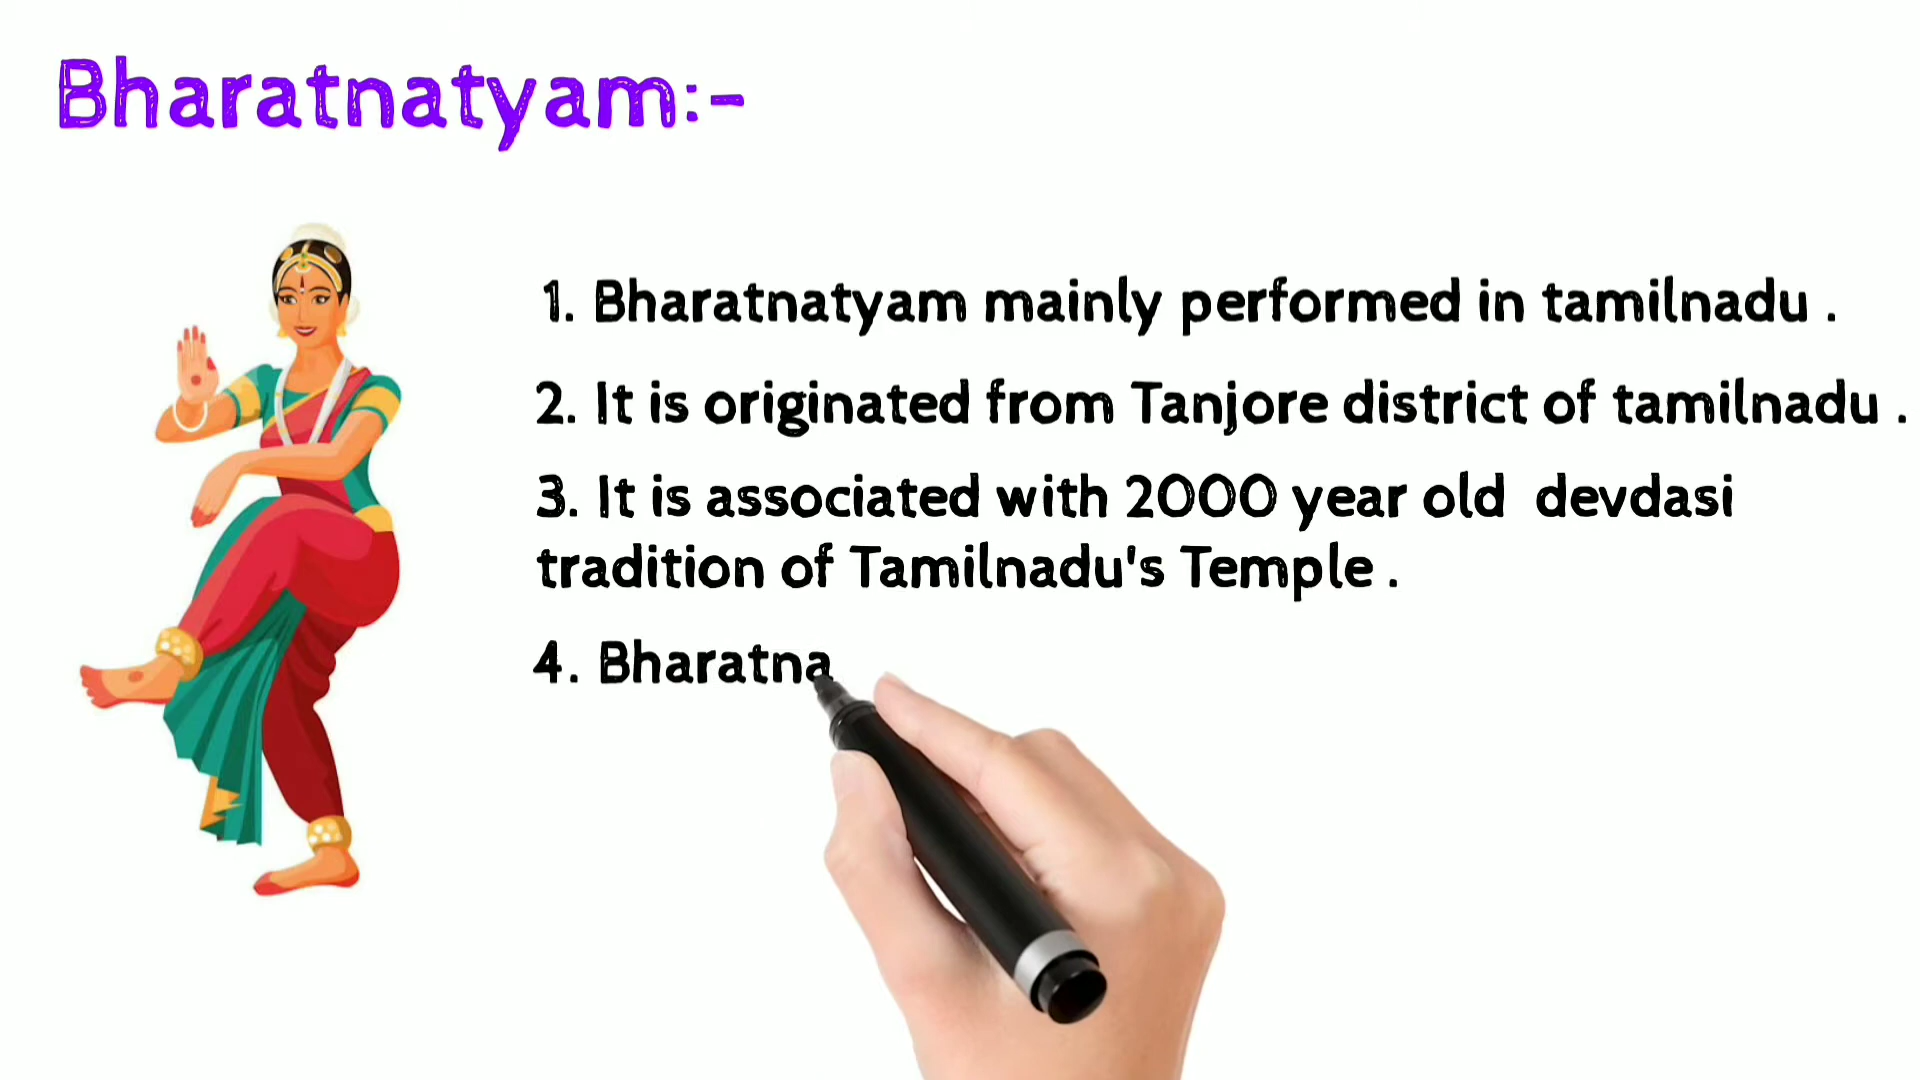 Bharatnatyam:-
1. Bharatnatyam mainly performed in tamilnadu .
2. It is originated from Tanjore district of tamilnadu .
3. It is associated with 2000 year old devdasi
tradition of Tamilnadu's Temple .
4. Bharatna